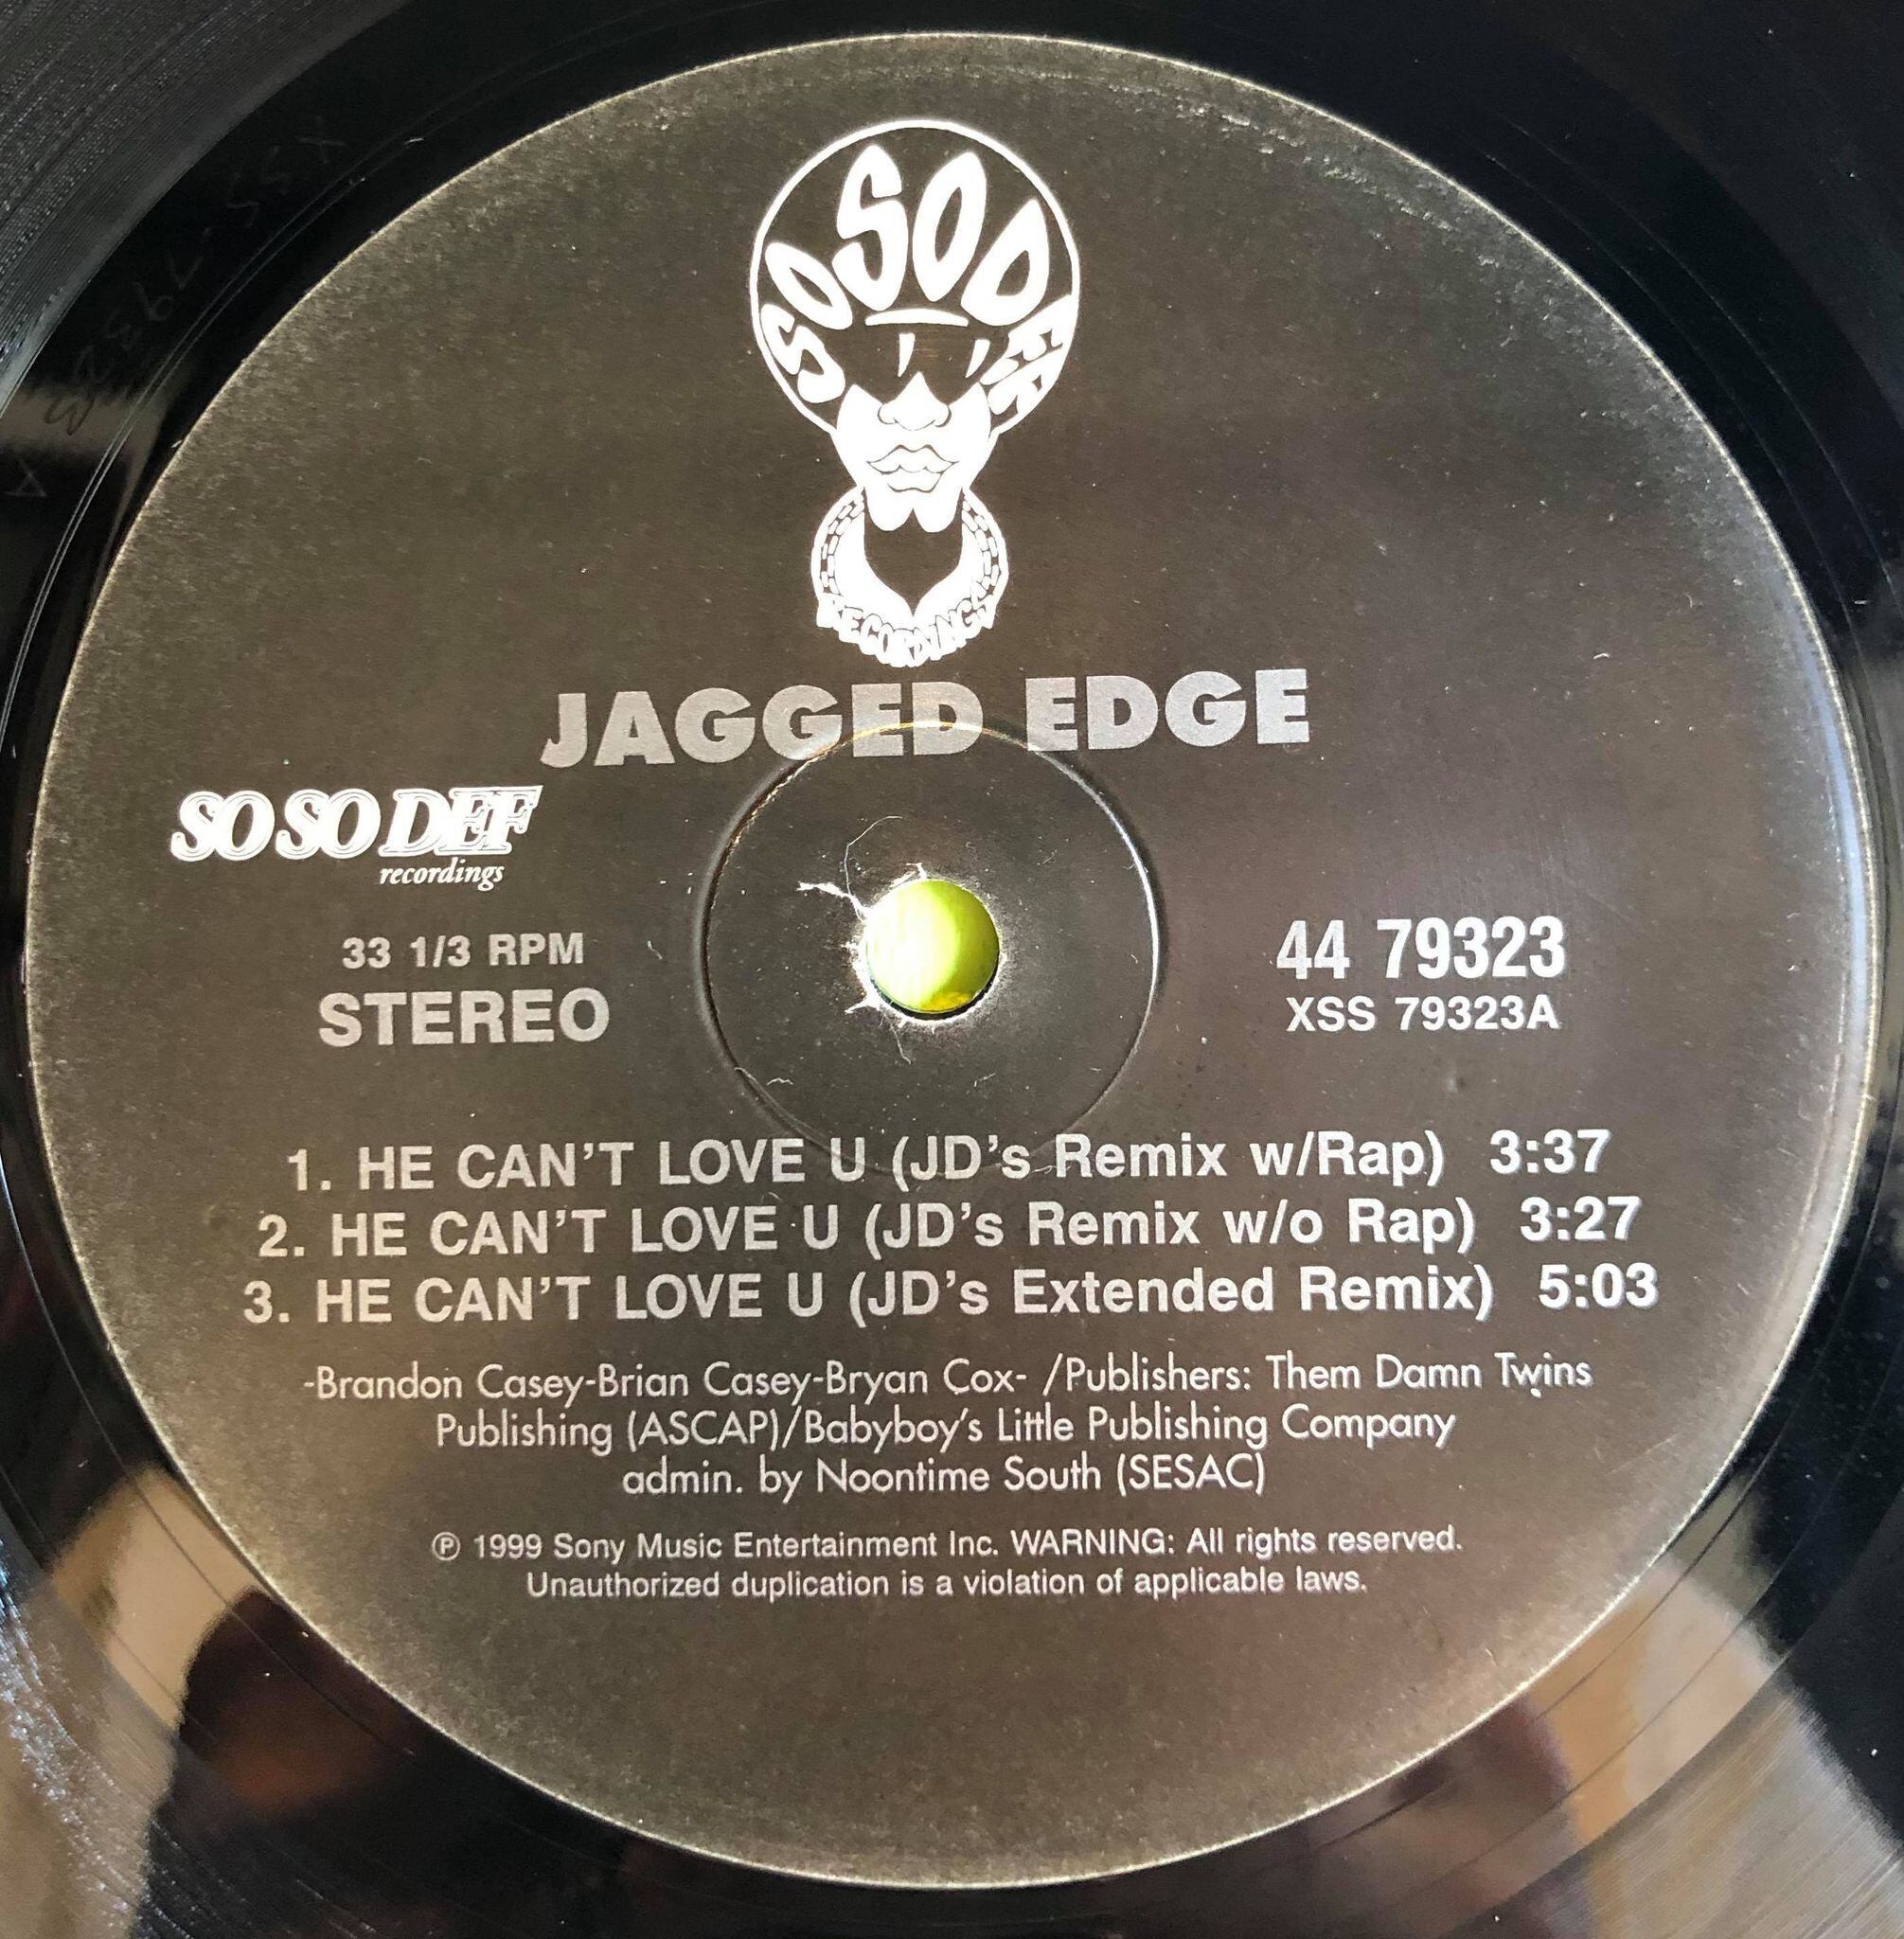 SO SO DEF
RECORDINGS
JAGGED EDGE
SO SO DEF
recordings
33 1/3 RPM
STEREO
44 79323
XSS 79323A
1. HE CAN'T LOVE U (JD's Remix w/Rap) 3:37
2. HE CAN'T LOVE U (JD's Remix w/o Rap) 3:27
3. HE CAN'T LOVE U (JD's Extended Remix) 5:03
-Brandon Casey-Brian Casey-Bryan Cox- /Publishers: Them Damn Twins
Publishing (ASCAP)/Babyboy's Little Publishing Company
admin. by Noontime South (SESAC)
℗ 1999 Sony Music Entertainment Inc. WARNING: All rights reserved.
Unauthorized duplication is a violation of applicable laws.